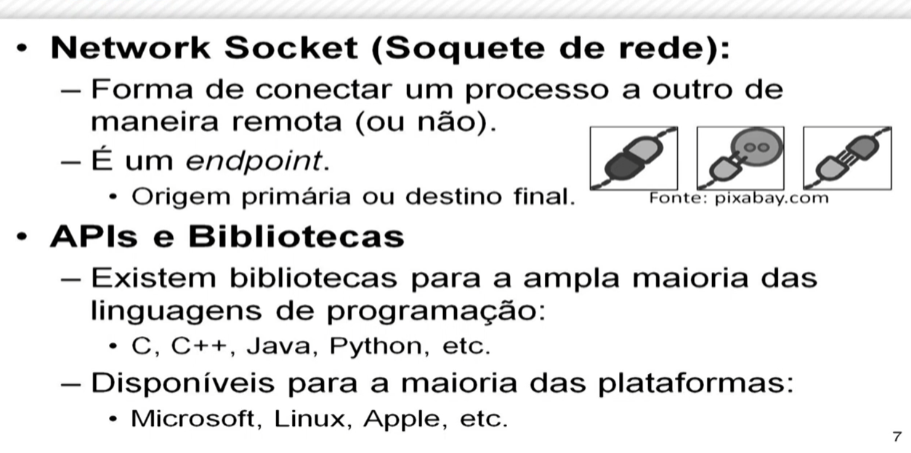 • Network Socket (Soquete de rede):
– Forma de conectar um processo a outro de
maneira remota (ou não).
– É um endpoint.
• Origem primária ou destino final.
Fonte: pixabay.com
• APIs e Bibliotecas
– Existem bibliotecas para a ampla maioria das
linguagens de programação:
• C, C++, Java, Python, etc.
– Disponíveis para a maioria das plataformas:
• Microsoft, Linux, Apple, etc.
7